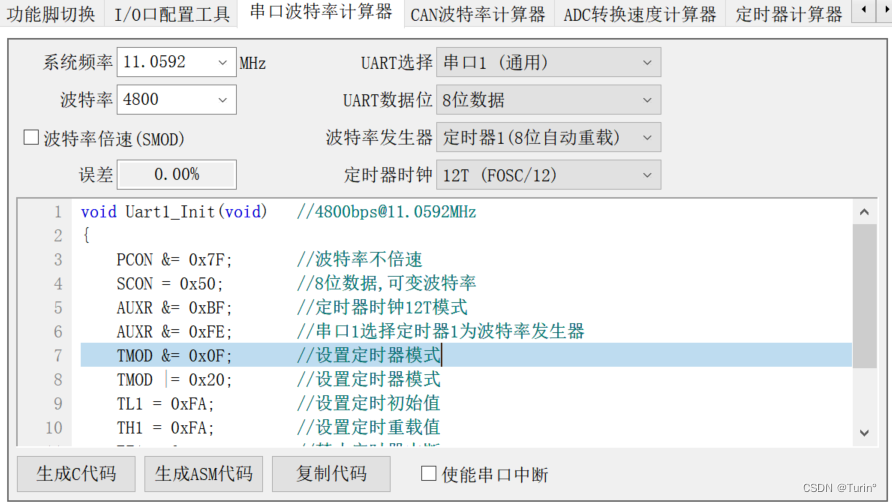 功能脚切换 I/O口配置工具 串口波特率计算器 CAN波特率计算器 ADC转换速度计算器 定时器计算器
系统频率 11.0592 MHz UART选择 串口1 (通用)
波特率 4800 UART数据位 8位数据
波特率倍速(SMOD) 波特率发生器 定时器1(8位自动重载)
误差 0.00% 定时器时钟 12T (FOSC/12)
1 void Uart1_Init(void) //4800bps@11.0592MHz
2 {
3 PCON &= 0x7F; //波特率不倍速
4 SCON = 0x50; //8位数据,可变波特率
5 AUXR &= 0xBF; //定时器时钟12T模式
6 AUXR &= 0xFE; //串口1选择定时器1为波特率发生器
7 TMOD &= 0x0F; //设置定时器模式
8 TMOD |= 0x20; //设置定时器模式
9 TL1 = 0xFA; //设置定时初始值
10 TH1 = 0xFA; //设置定时重载值
生成C代码 生成ASM代码 复制代码 使能串口中断
CSDN @Turin°